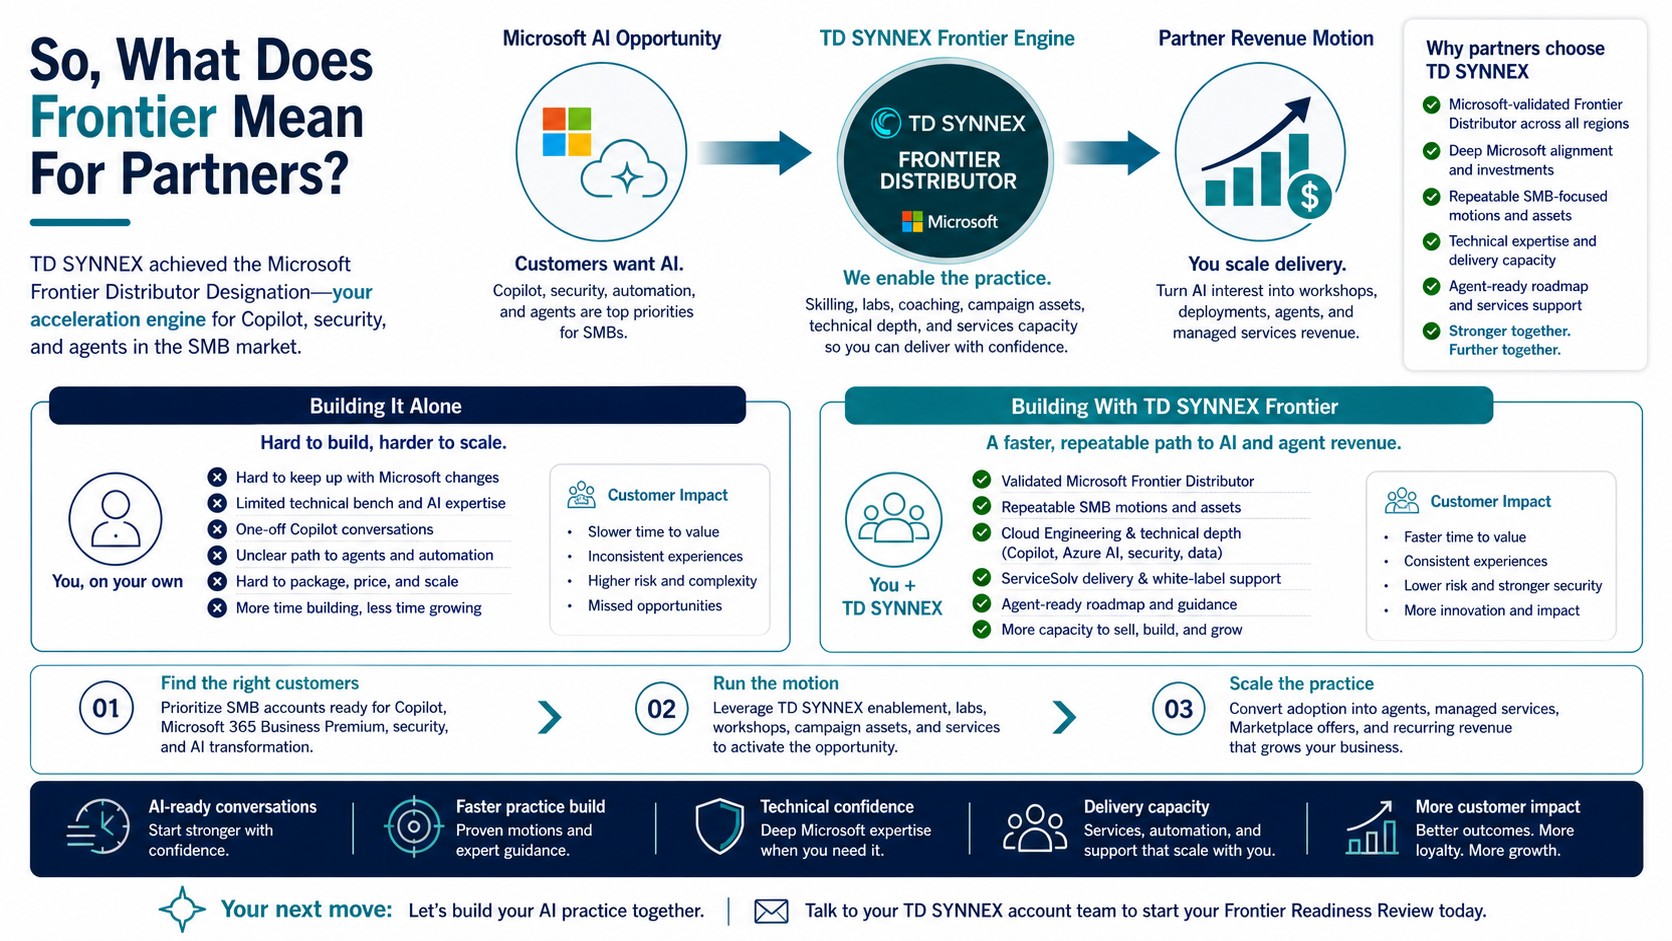 So, What Does
Frontier Mean
For Partners?
TD SYNNEX achieved the Microsoft
Frontier Distributor Designation—your
acceleration engine for Copilot, security,
and agents in the SMB market.
Microsoft AI Opportunity
Customers want AI.
Copilot, security, automation,
and agents are top priorities
for SMBs.
TD SYNNEX Frontier Engine
TD SYNNEX
FRONTIER
DISTRIBUTOR
Microsoft
We enable the practice.
Skilling, labs, coaching, campaign assets,
technical depth, and services capacity
so you can deliver with confidence.
Partner Revenue Motion
$
You scale delivery.
Turn AI interest into workshops,
deployments, agents, and
managed services revenue.
Why partners choose
TD SYNNEX
Microsoft-validated Frontier
Distributor across all regions
Deep Microsoft alignment
and investments
Repeatable SMB-focused
motions and assets
Technical expertise and
delivery capacity
Agent-ready roadmap
and services support
Stronger together.
Further together.
Building It Alone
Hard to build, harder to scale.
You, on your own
Hard to keep up with Microsoft changes
Limited technical bench and AI expertise
One-off Copilot conversations
Unclear path to agents and automation
Hard to package, price, and scale
More time building, less time growing
Customer Impact
• Slower time to value
• Inconsistent experiences
• Higher risk and complexity
• Missed opportunities
Building With TD SYNNEX Frontier
A faster, repeatable path to AI and agent revenue.
You +
TD SYNNEX
Validated Microsoft Frontier Distributor
Repeatable SMB motions and assets
Cloud Engineering & technical depth
(Copilot, Azure AI, security, data)
ServiceSolv delivery & white-label support
Agent-ready roadmap and guidance
More capacity to sell, build, and grow
Customer Impact
• Faster time to value
• Consistent experiences
• Lower risk and stronger security
• More innovation and impact
01
Find the right customers
Prioritize SMB accounts ready for Copilot,
Microsoft 365 Business Premium, security,
and AI transformation.
02
Run the motion
Leverage TD SYNNEX enablement, labs,
workshops, campaign assets, and services
to activate the opportunity.
03
Scale the practice
Convert adoption into agents, managed services,
Marketplace offers, and recurring revenue
that grows your business.
AI-ready conversations
Start stronger with
confidence.
Faster practice build
Proven motions and
expert guidance.
Technical confidence
Deep Microsoft expertise
when you need it.
Delivery capacity
Services, automation, and
support that scale with you.
More customer impact
Better outcomes. More
loyalty. More growth.
Your next move: Let's build your AI practice together.
Talk to your TD SYNNEX account team to start your Frontier Readiness Review today.